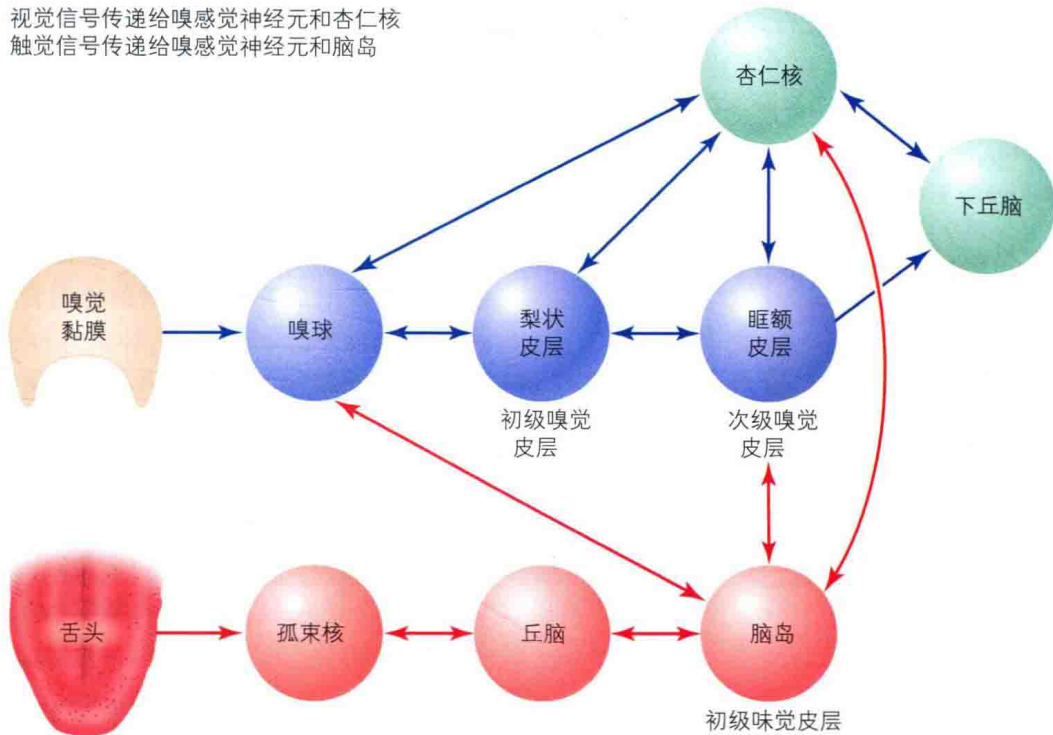 视觉信号传递给嗅感觉神经元和杏仁核
触觉信号传递给嗅感觉神经元和脑岛
杏仁核
下丘脑
嗅觉
黏膜
嗅球
梨状
皮层
眶额
皮层
初级嗅觉
皮层
次级嗅觉
皮层
舌头
孤束核
丘脑
脑岛
初级味觉皮层